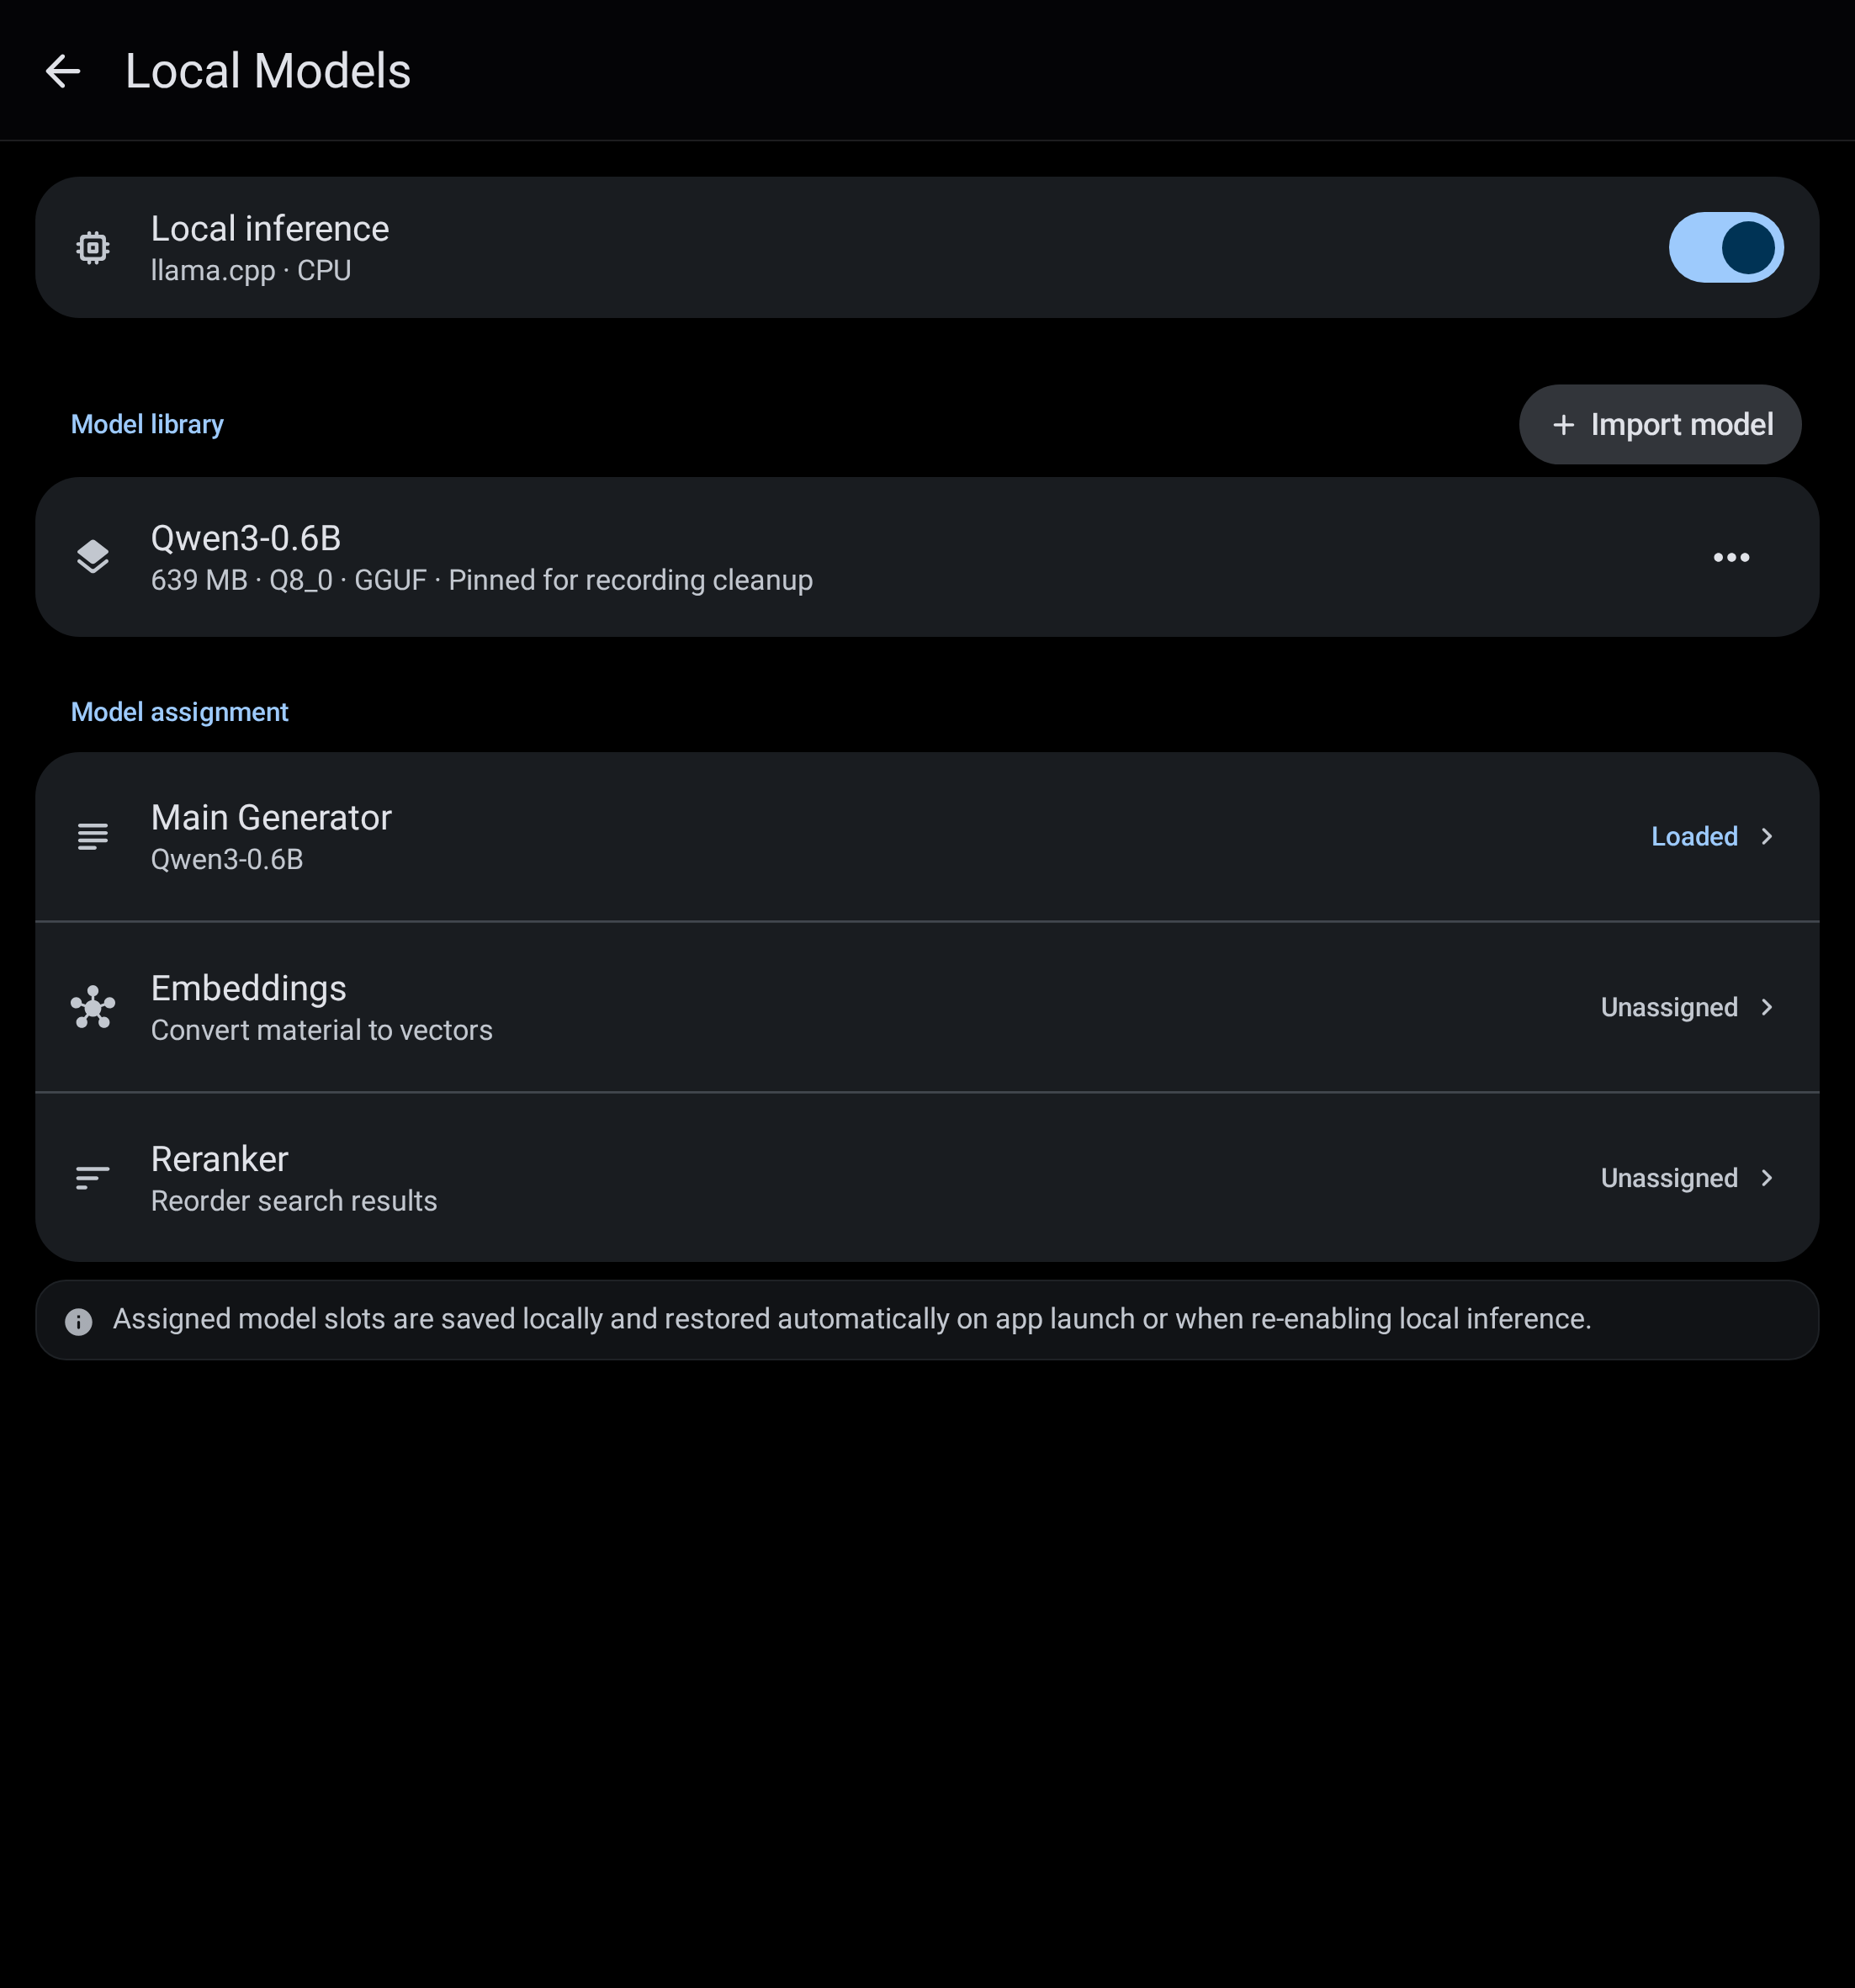 Local Models
Local inference
llama.cpp · CPU
Model library
+ Import model
Qwen3-0.6B
639 MB · Q8_0 · GGUF · Pinned for recording cleanup
Model assignment
Main Generator
Qwen3-0.6B
Loaded
Embeddings
Convert material to vectors
Unassigned
Reranker
Reorder search results
Unassigned
Assigned model slots are saved locally and restored automatically on app launch or when re-enabling local inference.